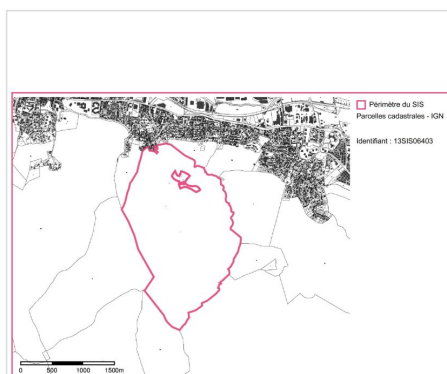 Périmètre du SIS
Parcelles cadastrales - IGN
Identifiant : 13SIS06403
0 500 1000 1500m